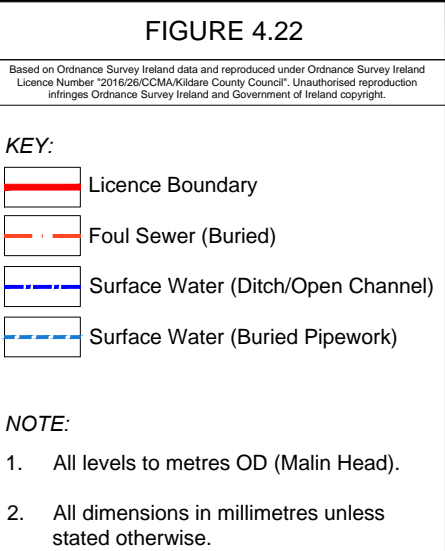 FIGURE 4.22
Based on Ordnance Survey Ireland data and reproduced under Ordnance Survey Ireland
Licence Number "2016/26/CCMA/Kildare County Council". Unauthorised reproduction
infringes Ordnance Survey Ireland and Government of Ireland copyright.
KEY:
Licence Boundary
Foul Sewer (Buried)
Surface Water (Ditch/Open Channel)
Surface Water (Buried Pipework)
NOTE:
1. All levels to metres OD (Malin Head).
2. All dimensions in millimetres unless
stated otherwise.